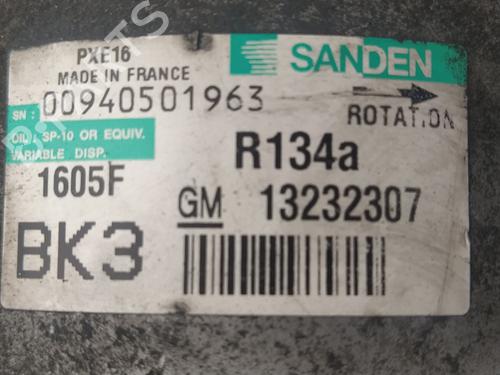 PXE16
MADE IN FRANCE
SANDEN
SN : 00940501963
ROTATION
OIL : SP-10 OR EQUIV.
VARIABLE DISP.
R134a
1605F
GM 13232307
BK3